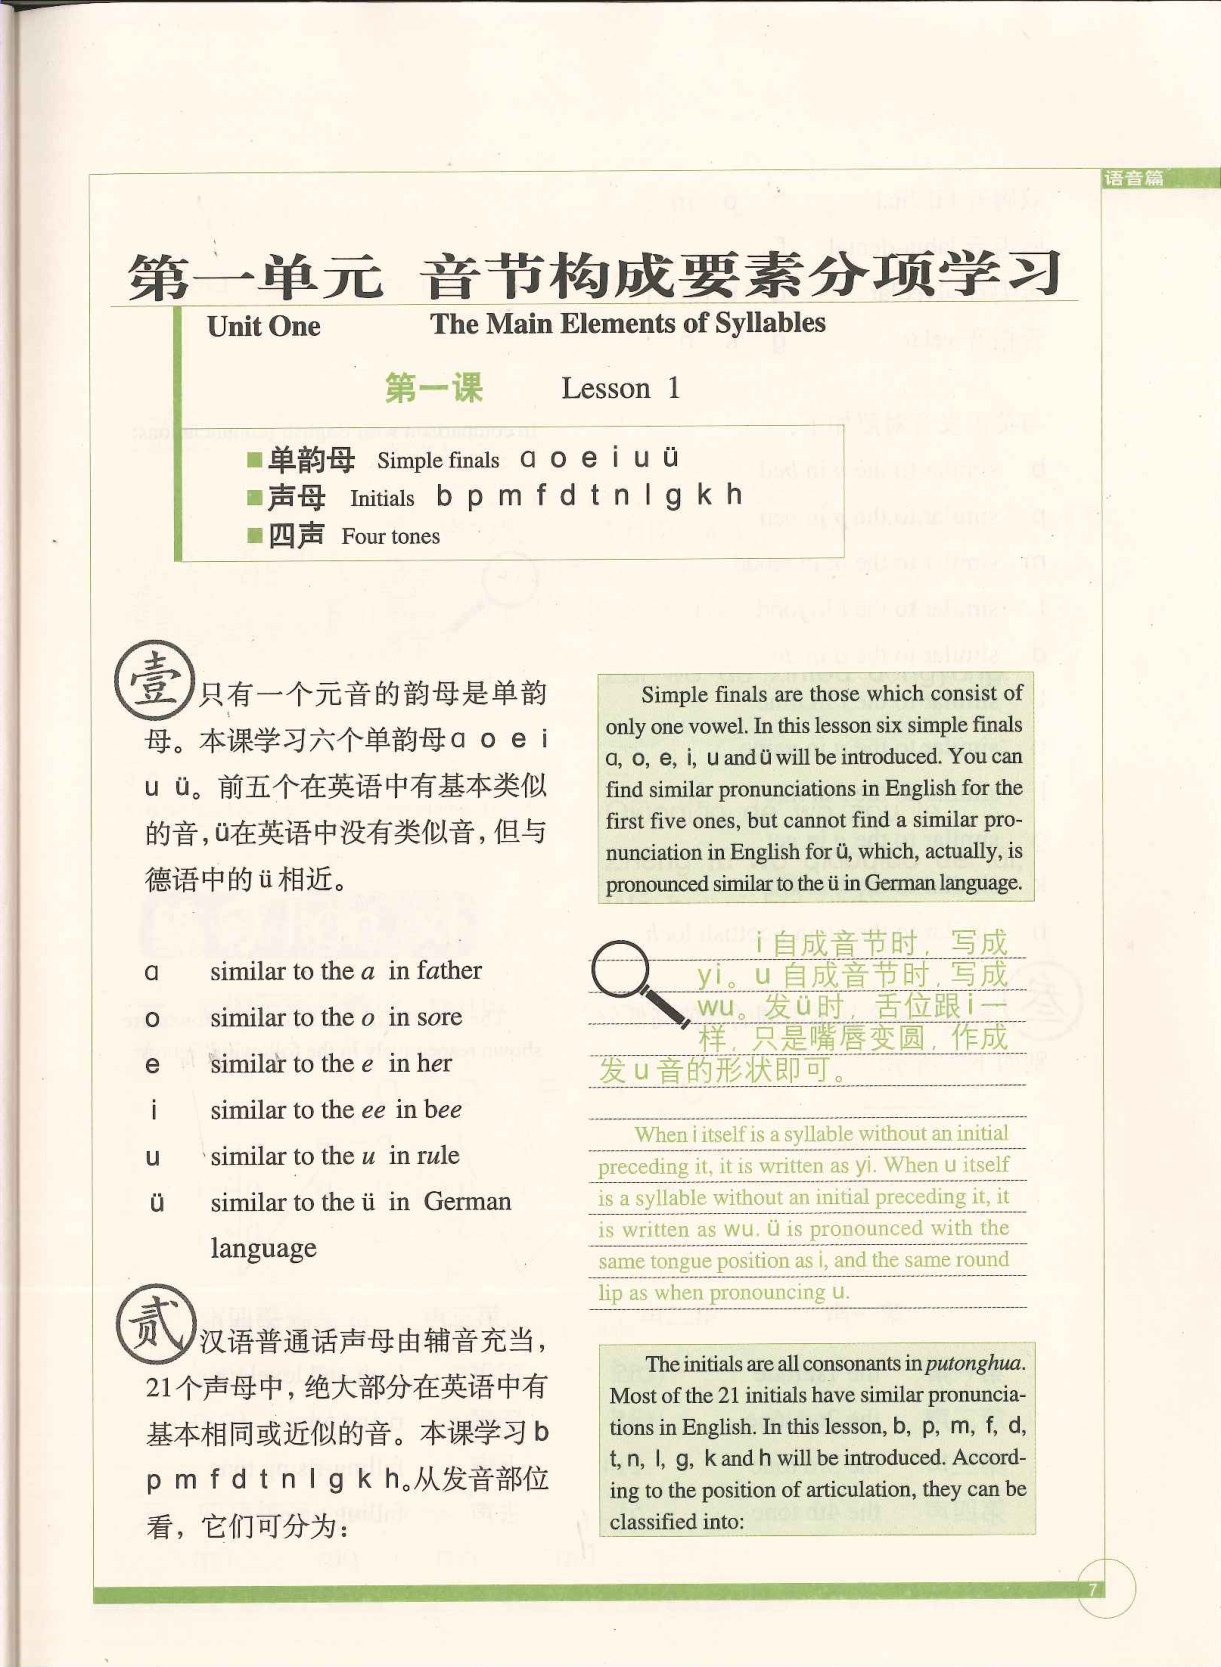 语音篇
第一单元 音节构成要素分项学习
Unit One The Main Elements of Syllables
第一课 Lesson 1
单韵母 Simple finals ɑ o e i u ü
声母 Initials b p m f d t n l g k h
四声 Four tones
壹
只有一个元音的韵母是单韵
母。本课学习六个单韵母ɑ o e i
u ü。前五个在英语中有基本类似
的音,ü在英语中没有类似音,但与
德语中的 ü 相近。
Simple finals are those which consist of
only one vowel. In this lesson six simple finals
ɑ, o, e, i, u and ü will be introduced. You can
find similar pronunciations in English for the
first five ones, but cannot find a similar pro-
nunciation in English for ü, which, actually, is
pronounced similar to the ü in German language.
ɑ similar to the a in father
o similar to the o in sore
e similar to the e in her
i similar to the ee in bee
u similar to the u in rule
ü similar to the ü in German
language
i 自成音节时, 写成
yi。u 自成音节时, 写成
wu。发ü时, 舌位跟i一
样, 只是嘴唇变圆, 作成
发 u 音的形状即可。
When i itself is a syllable without an initial
preceding it, it is written as yi. When u itself
is a syllable without an initial preceding it, it
is written as wu. ü is pronounced with the
same tongue position as i, and the same round
lip as when pronouncing u.
贰
汉语普通话声母由辅音充当,
21个声母中,绝大部分在英语中有
基本相同或近似的音。本课学习 b
p m f d t n l g k h。从发音部位
看, 它们可分为:
The initials are all consonants in putonghua.
Most of the 21 initials have similar pronuncia-
tions in English. In this lesson, b, p, m, f, d,
t, n, l, g, k and h will be introduced. Accord-
ing to the position of articulation, they can be
classified into:
7